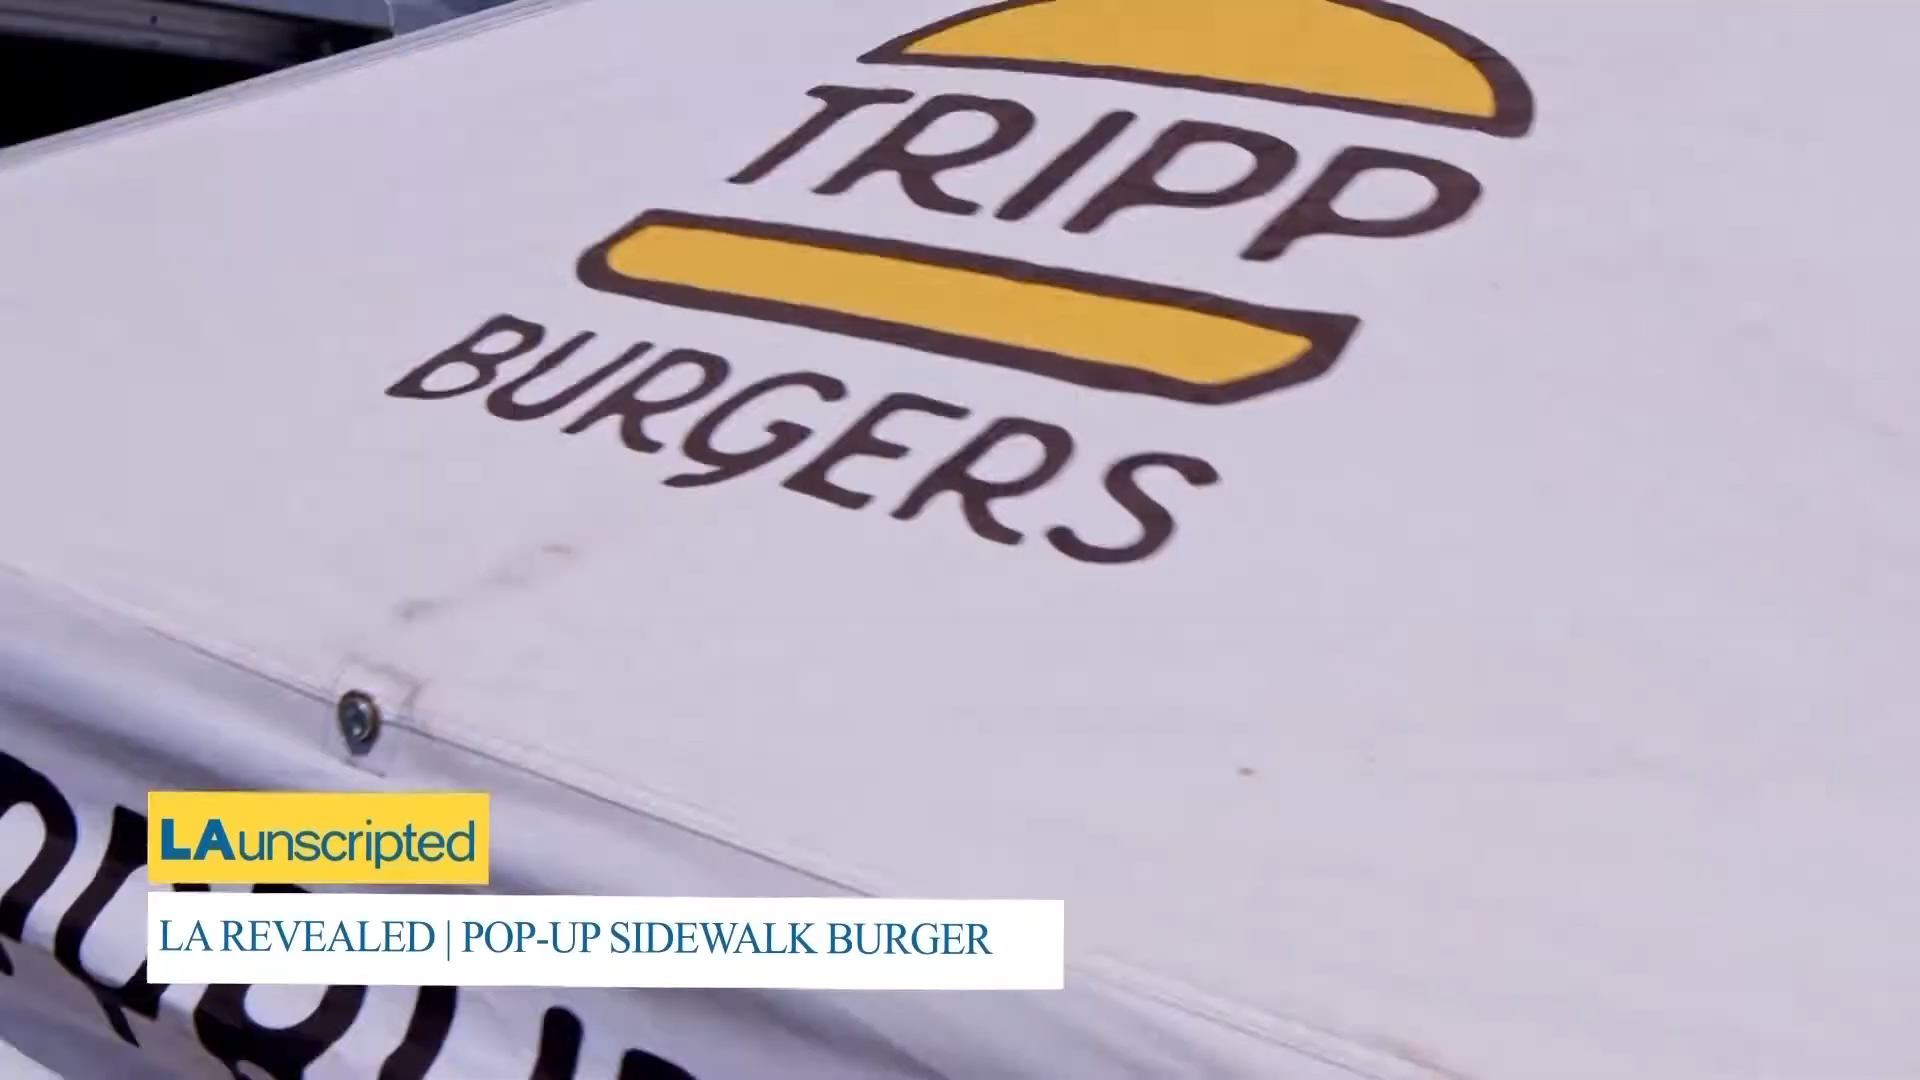 TRIPP
BURGERS
LAunscripted
LA REVEALED | POP-UP SIDEWALK BURGER